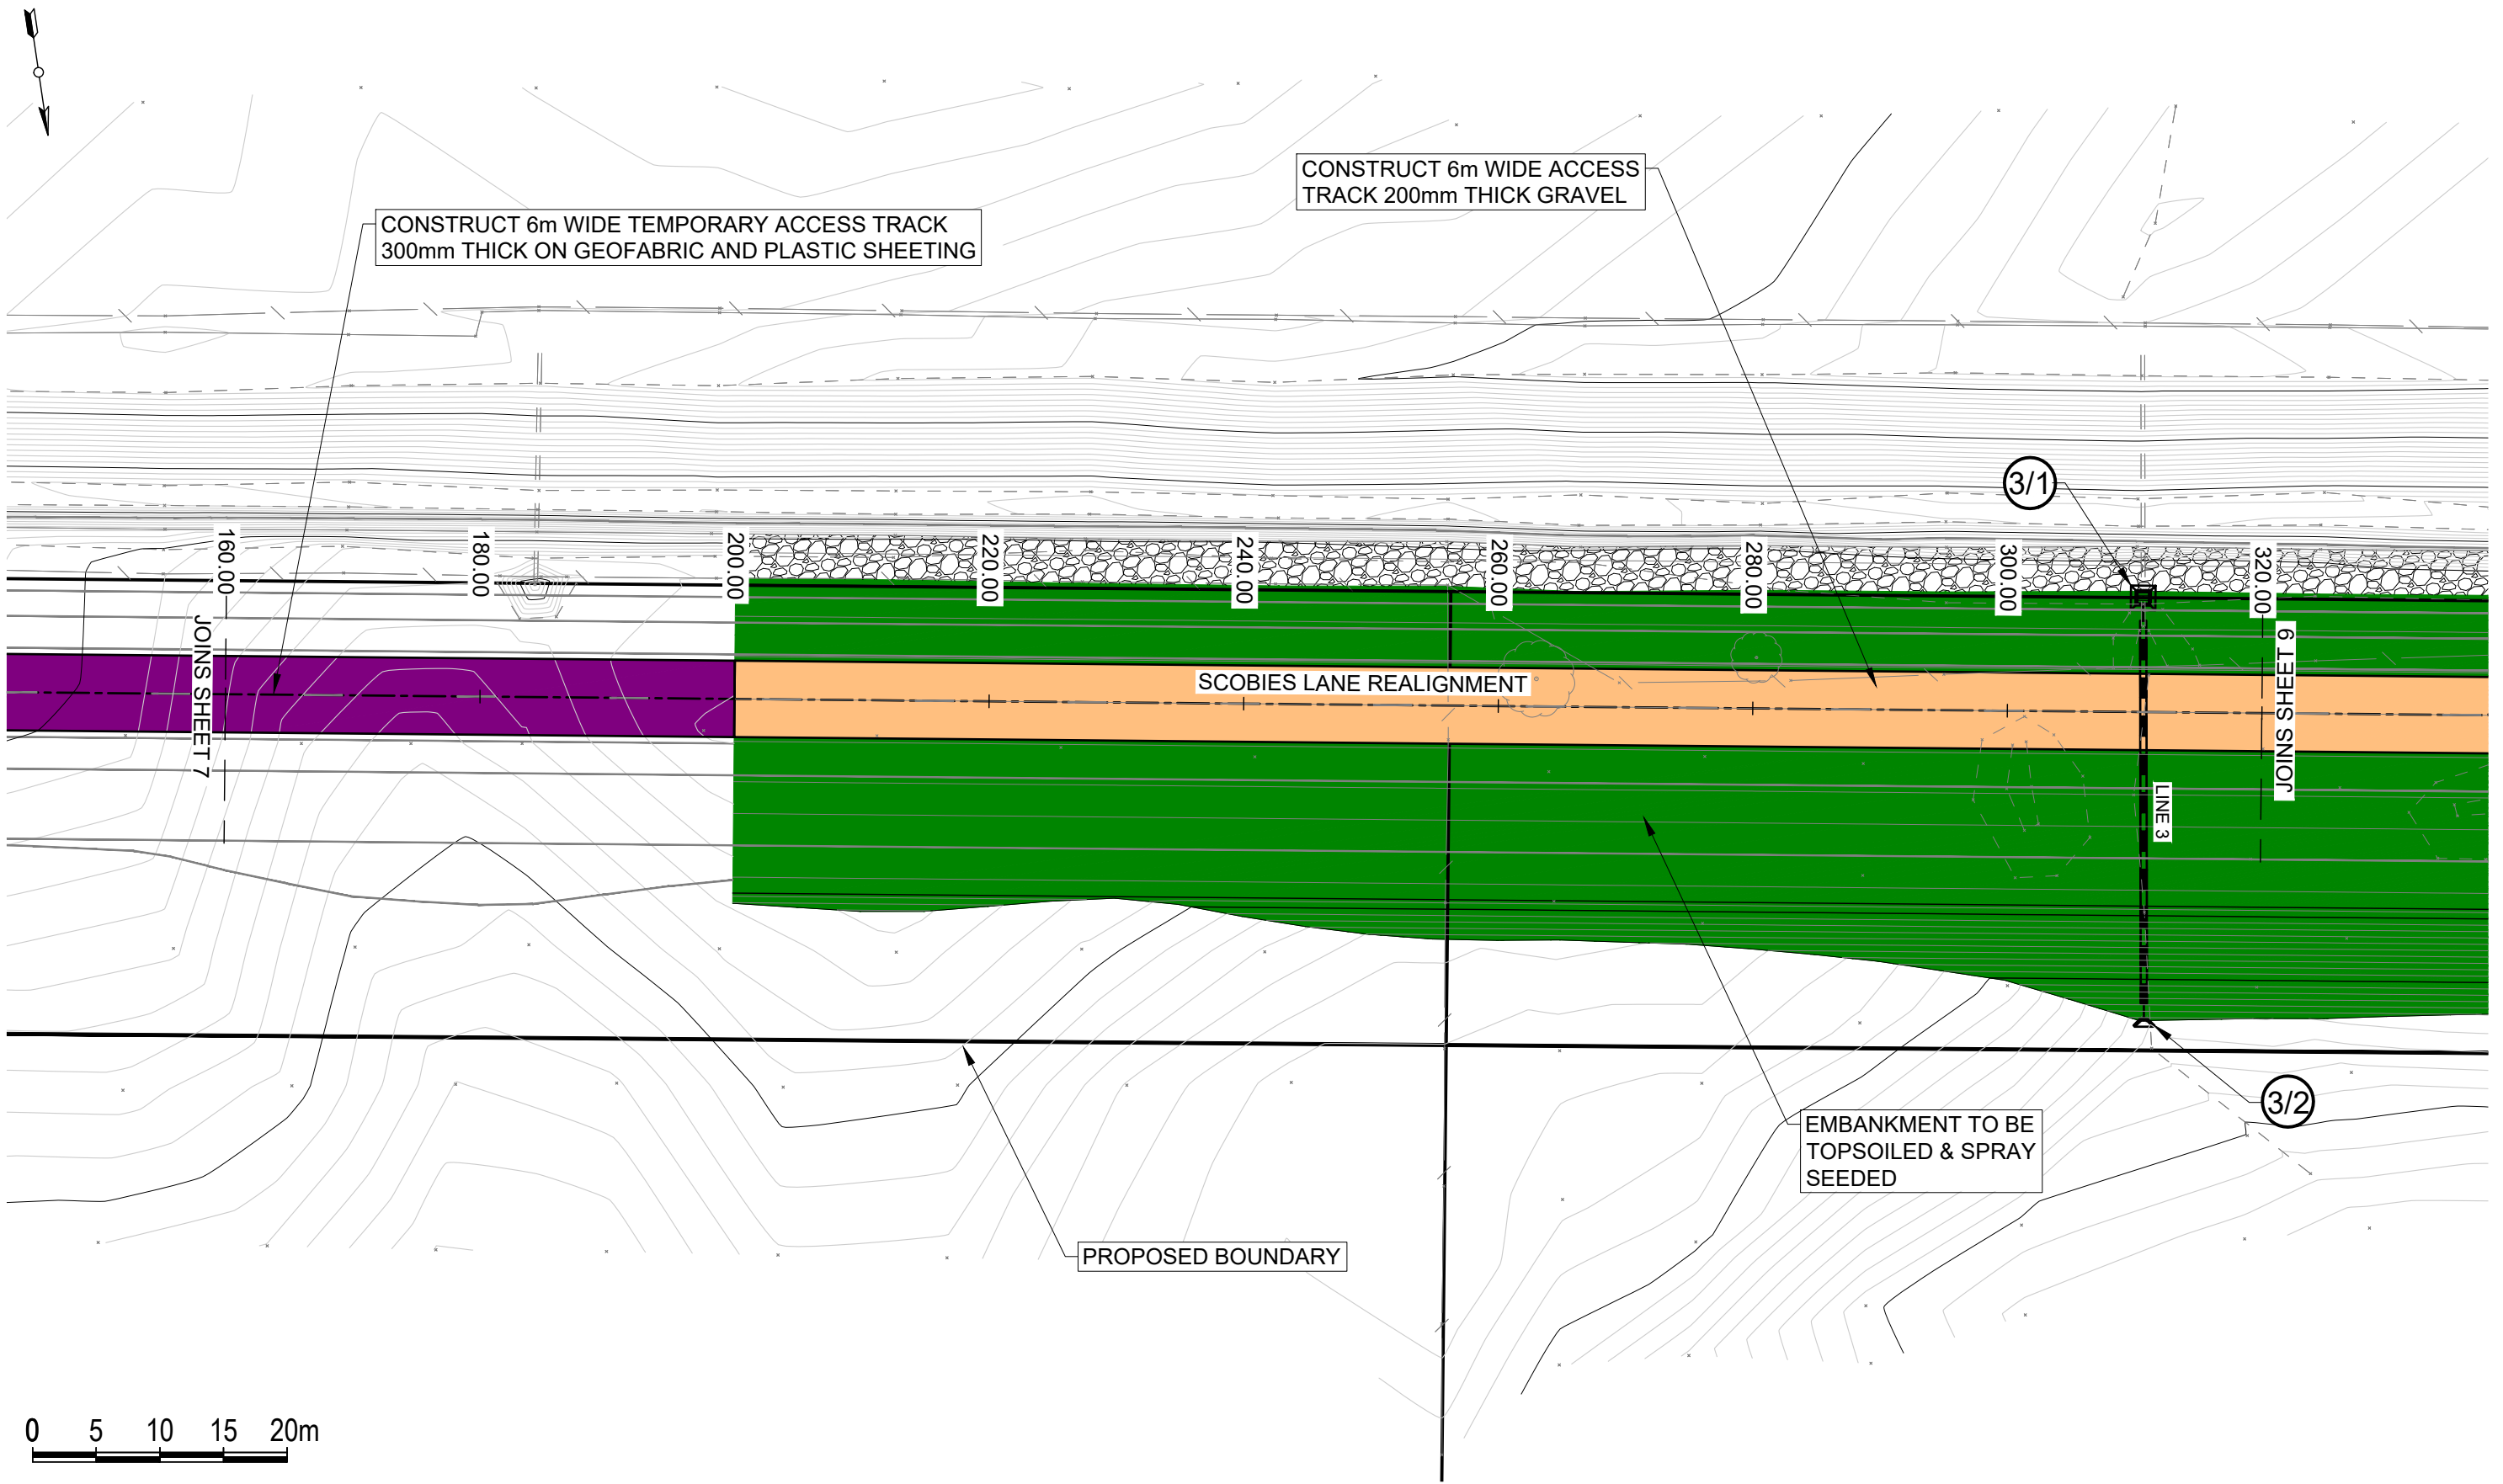 CONSTRUCT 6m WIDE ACCESS
TRACK 200mm THICK GRAVEL
CONSTRUCT 6m WIDE TEMPORARY ACCESS TRACK
300mm THICK ON GEOFABRIC AND PLASTIC SHEETING
3/1
160.00
180.00
200.00
220.00
240.00
260.00
280.00
300.00
320.00
JOINS SHEET 7
SCOBIES LANE REALIGNMENT
JOINS SHEET 9
LINE 3
3/2
EMBANKMENT TO BE
TOPSOILED & SPRAY
SEEDED
PROPOSED BOUNDARY
0 5 10 15 20m